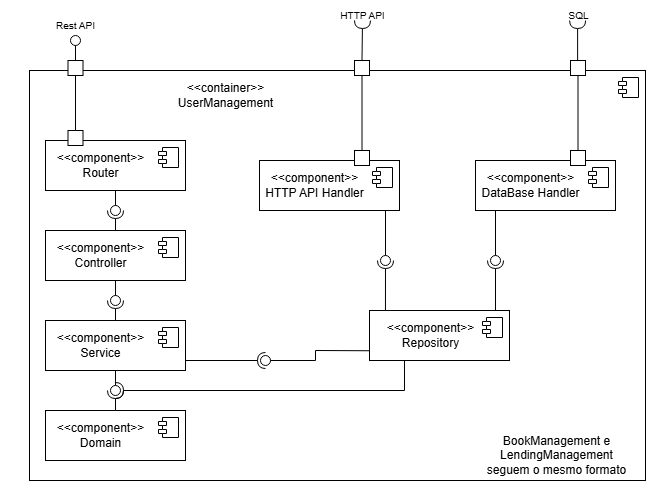 Rest API
HTTP API
SQL
<<container>>
UserManagement
<<component>>
Router
<<component>>
HTTP API Handler
<<component>>
DataBase Handler
<<component>>
Controller
<<component>>
Service
<<component>>
Repository
<<component>>
Domain
BookManagement e
LendingManagement
seguem o mesmo formato